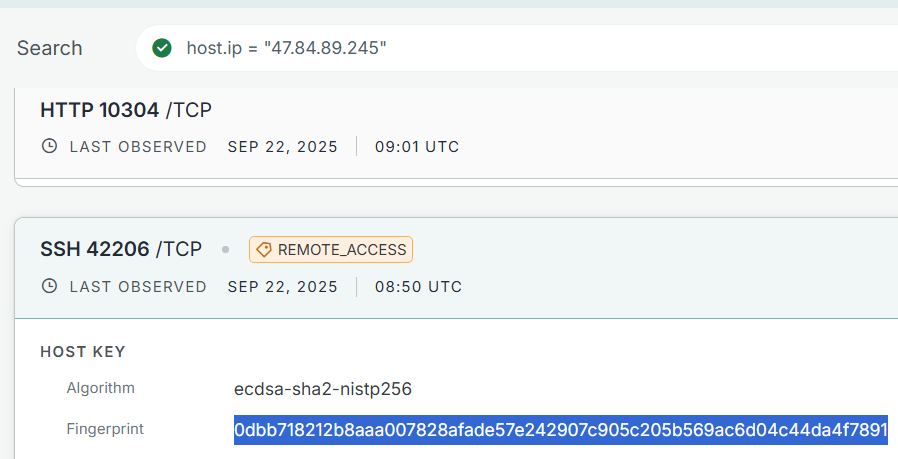 Search host.ip = "47.84.89.245"
HTTP 10304 /TCP
LAST OBSERVED SEP 22, 2025 09:01 UTC
SSH 42206 /TCP REMOTE_ACCESS
LAST OBSERVED SEP 22, 2025 08:50 UTC
HOST KEY
Algorithm ecdsa-sha2-nistp256
Fingerprint 0dbb718212b8aaa007828afade57e242907c905c205b569ac6d04c44da4f7891